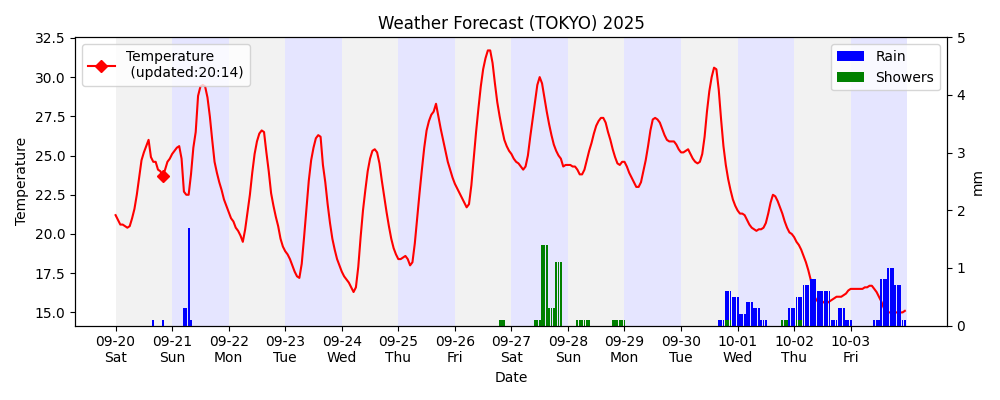 Weather Forecast (TOKYO) 2025
Temperature
(updated:20:14)
Rain
Showers
Temperature
32.5
30.0
27.5
25.0
22.5
20.0
17.5
15.0
5
4
3
2
1
0
mm
09-20 09-21 09-22 09-23 09-24 09-25 09-26 09-27 09-28 09-29 09-30 10-01 10-02 10-03
Sat Sun Mon Tue Wed Thu Fri Sat Sun Mon Tue Wed Thu Fri
Date